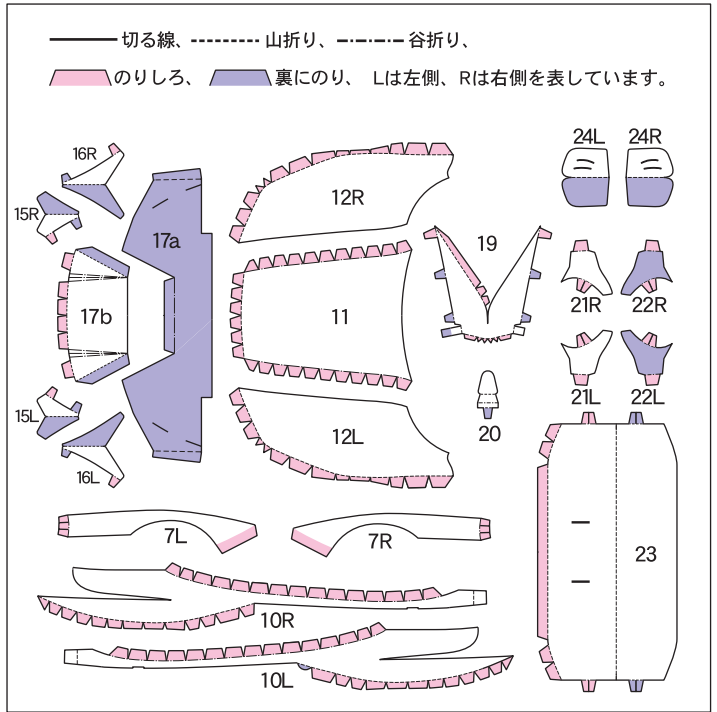 切る線、 山折り、 谷折り、
のりしろ、 裏にのり、 Lは左側、Rは右側を表しています。
16R
24L 24R
12R
15R
17a
19
11
17b
21R 22R
15L
12L
20
21L 22L
16L
7L
7R
23
10R
10L